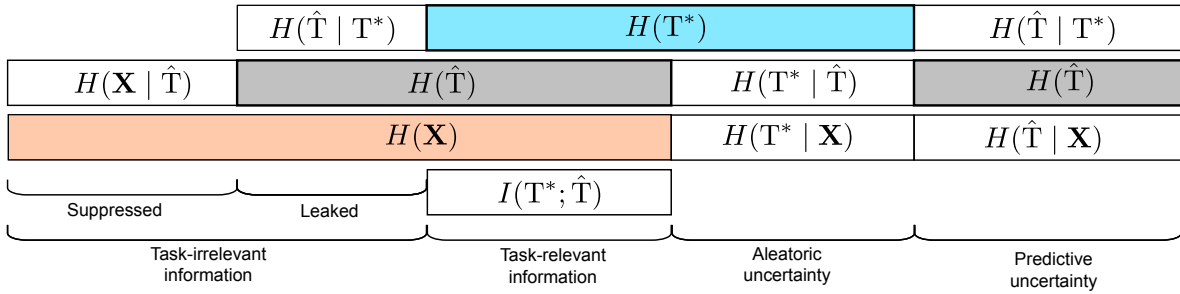 H(T̂ | T*) H(T*) H(T̂ | T*)
H(X | T̂) H(T̂) H(T* | T̂) H(T̂)
H(X) H(T* | X) H(T̂ | X)
I(T*; T̂)
Suppressed Leaked
Task-irrelevant
information
Task-relevant
information
Aleatoric
uncertainty
Predictive
uncertainty